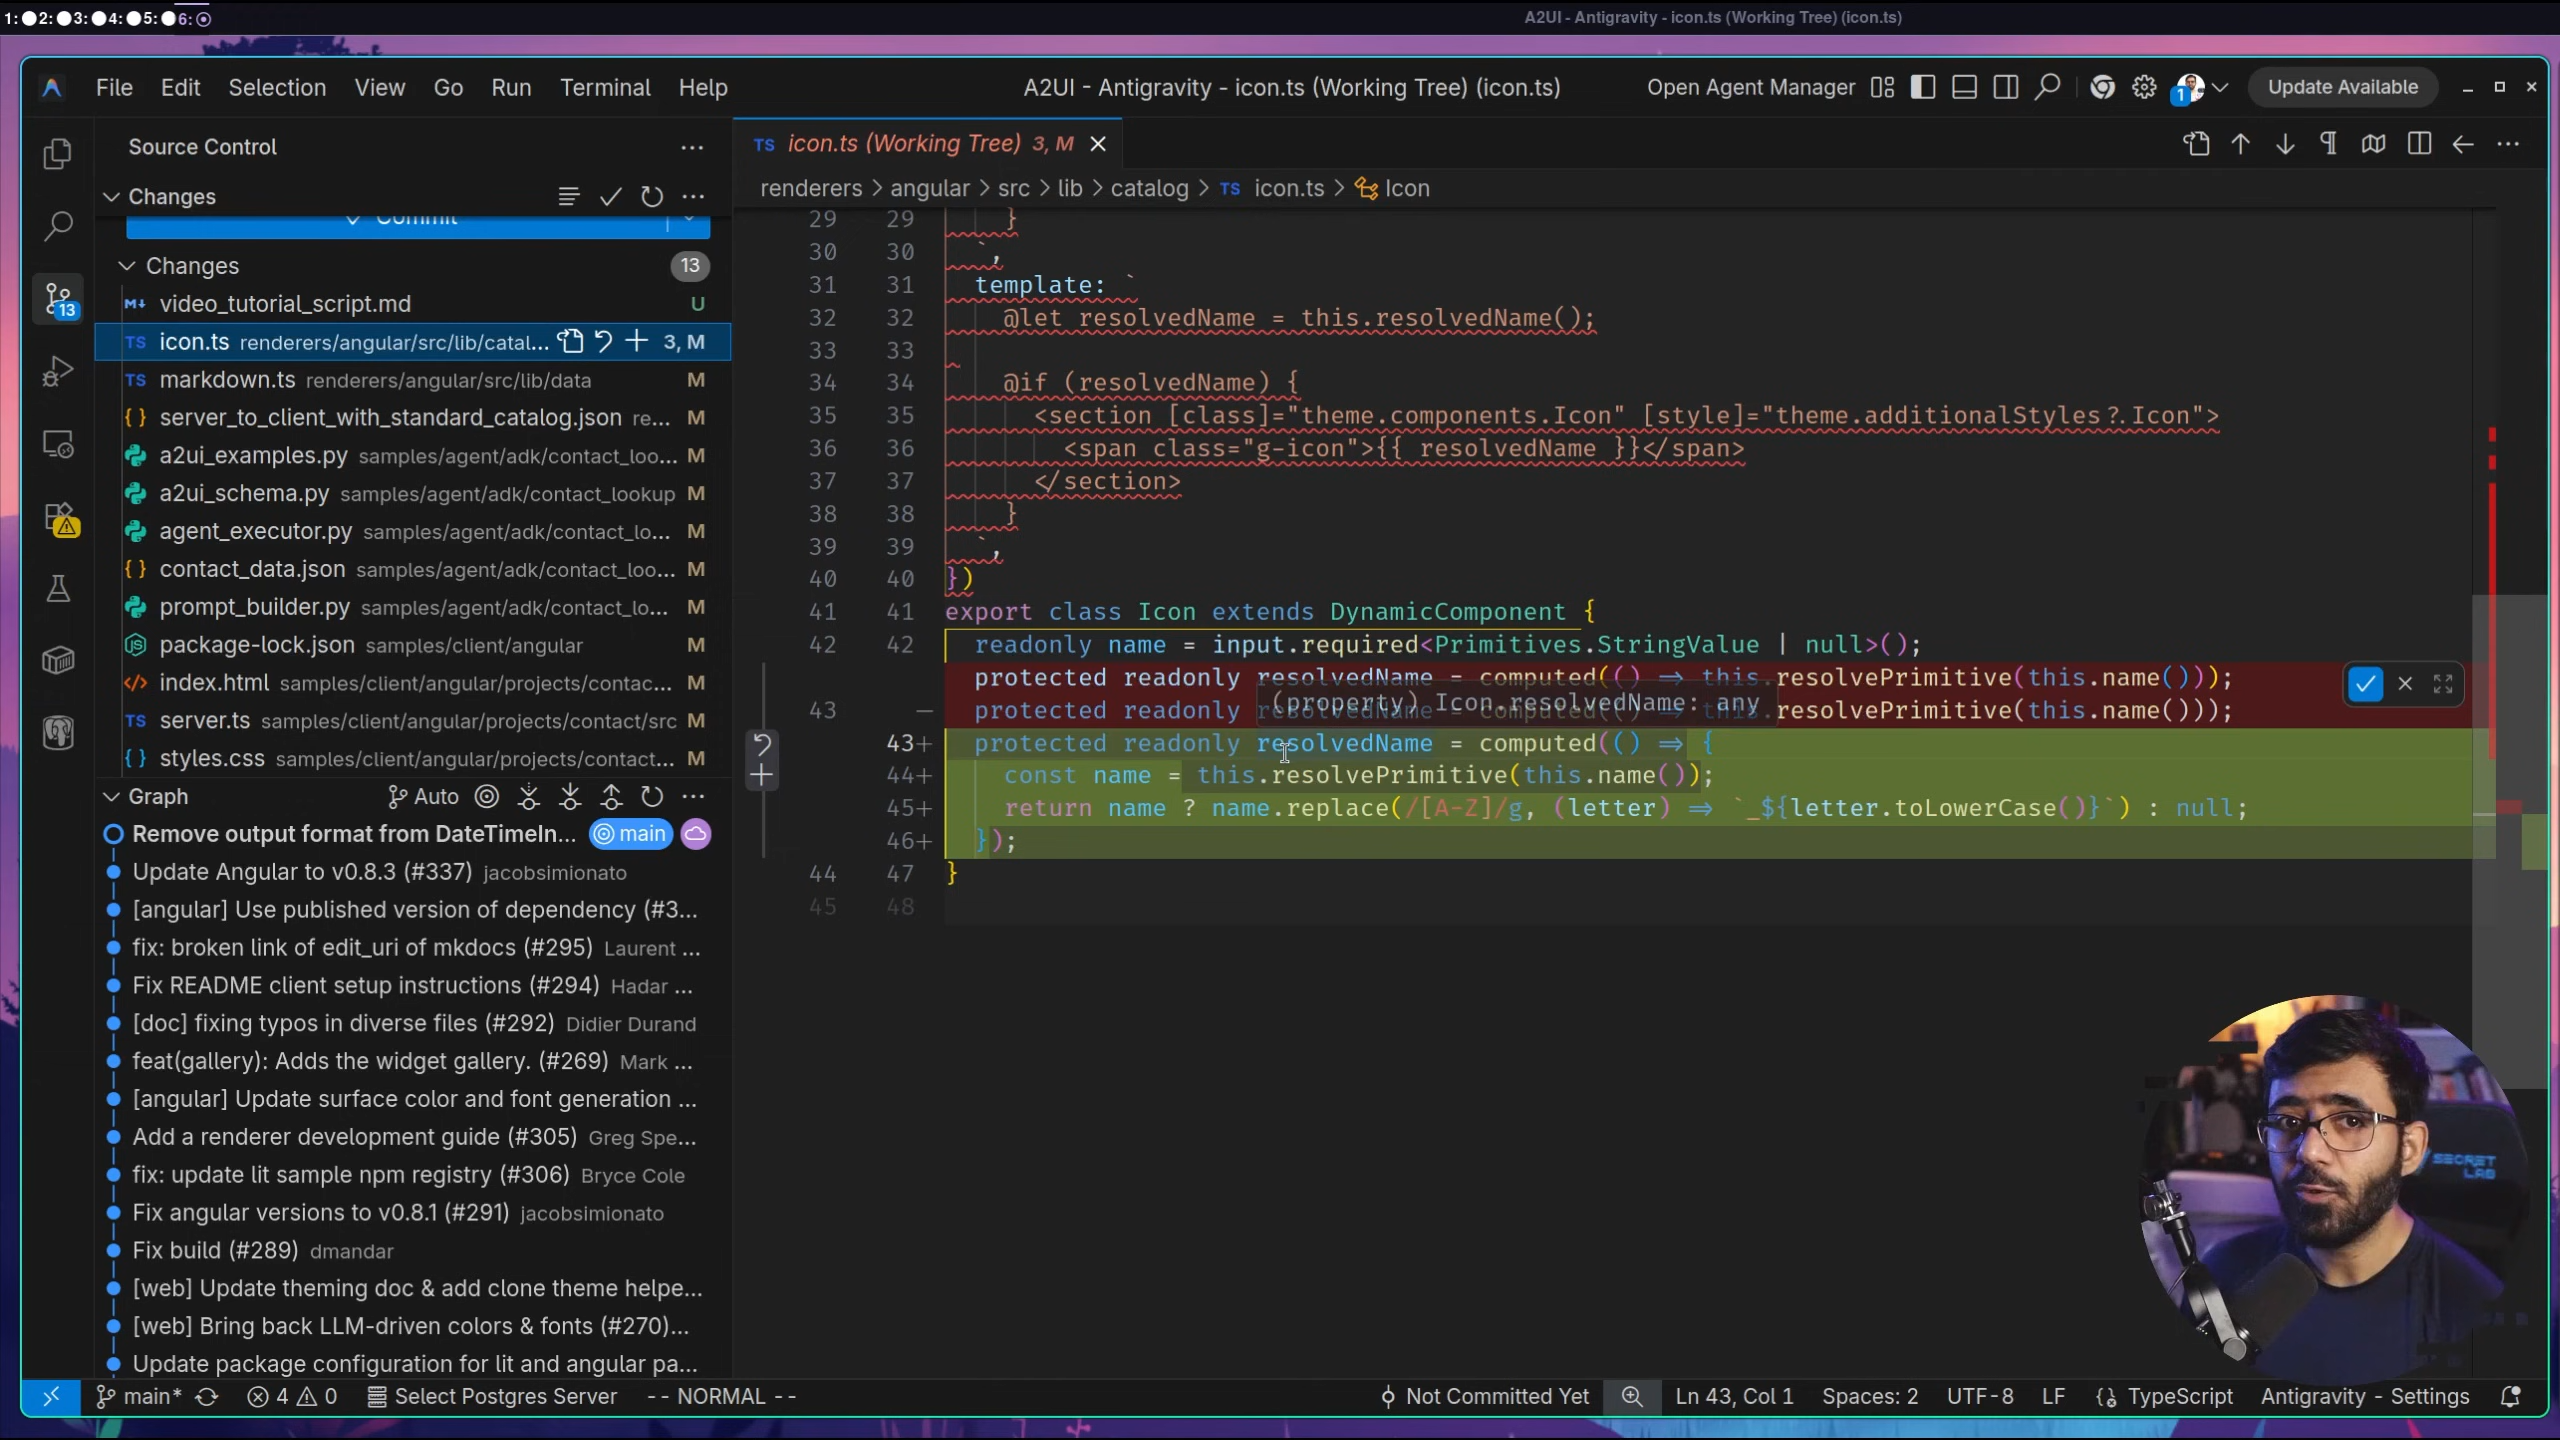 1: 2: 3: 4: 5: 6:
A2UI - Antigravity - icon.ts (Working Tree) (icon.ts)
File Edit Selection View Go Run Terminal Help
A2UI - Antigravity - icon.ts (Working Tree) (icon.ts)
Open Agent Manager
1
Update Available
Source Control
Changes
Commit
Changes 13
13
video_tutorial_script.md U
icon.ts renderers/angular/src/lib/catal... 3, M
markdown.ts renderers/angular/src/lib/data M
server_to_client_with_standard_catalog.json re... M
a2ui_examples.py samples/agent/adk/contact_loo... M
a2ui_schema.py samples/agent/adk/contact_lookup M
agent_executor.py samples/agent/adk/contact_lo... M
contact_data.json samples/agent/adk/contact_loo... M
prompt_builder.py samples/agent/adk/contact_lo... M
package-lock.json samples/client/angular M
index.html samples/client/angular/projects/contac... M
server.ts samples/client/angular/projects/contact/src M
styles.css samples/client/angular/projects/contact... M
Graph Auto
Remove output format from DateTimeIn... main
Update Angular to v0.8.3 (#337) jacobsimionato
[angular] Use published version of dependency (#3...
fix: broken link of edit_uri of mkdocs (#295) Laurent ...
Fix README client setup instructions (#294) Hadar ...
[doc] fixing typos in diverse files (#292) Didier Durand
feat(gallery): Adds the widget gallery. (#269) Mark ...
[angular] Update surface color and font generation ...
Add a renderer development guide (#305) Greg Spe...
fix: update lit sample npm registry (#306) Bryce Cole
Fix angular versions to v0.8.1 (#291) jacobsimionato
Fix build (#289) dmandar
[web] Update theming doc & add clone theme helpe...
[web] Bring back LLM-driven colors & fonts (#270)...
Update package configuration for lit and angular pa...
TS icon.ts (Working Tree) 3, M
renderers > angular > src > lib > catalog > TS icon.ts > Icon
29 29 }
30 30 `,
31 31 template: `
32 32 @let resolvedName = this.resolvedName();
33 33
34 34 @if (resolvedName) {
35 35 <section [class]="theme.components.Icon" [style]="theme.additionalStyles?.Icon">
36 36 <span class="g-icon">{{ resolvedName }}</span>
37 37 </section>
38 38 }
39 39 `,
40 40 })
41 41 export class Icon extends DynamicComponent {
42 42 readonly name = input.required<Primitives.StringValue | null>();
protected readonly resolvedName = computed(() => this.resolvePrimitive(this.name()));
(property) Icon.resolvedName: any
43 — protected readonly resolvedName = computed(() => this.resolvePrimitive(this.name()));
43+ protected readonly resolvedName = computed(() => {
44+ const name = this.resolvePrimitive(this.name());
45+ return name ? name.replace(/[A-Z]/g, (letter) => `_${letter.toLowerCase()}`) : null;
46+ });
44 47 }
45 48
SECRET
LAB
main* 4 0 Select Postgres Server -- NORMAL --
Not Committed Yet Ln 43, Col 1 Spaces: 2 UTF-8 LF TypeScript Antigravity - Settings